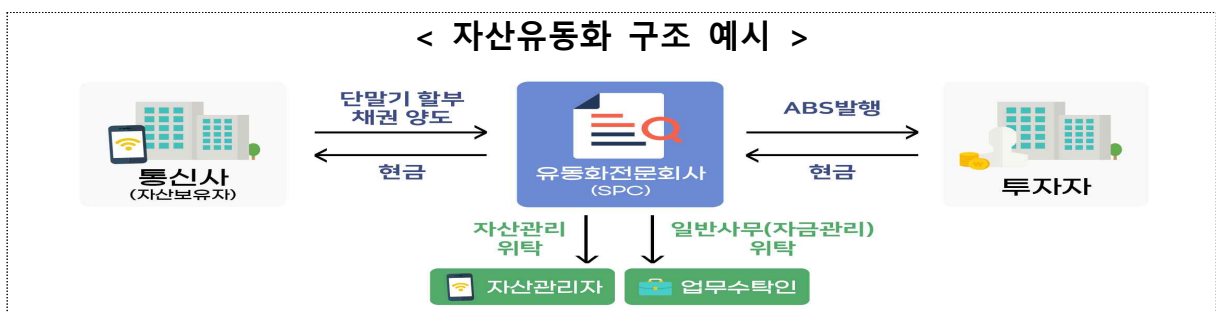 < 자산유동화 구조 예시 >
단말기 할부
채권 양도
현금
통신사
(자산보유자)
유동화전문회사
(SPC)
ABS발행
현금
투자자
자산관리
위탁
일반사무(자금관리)
위탁
자산관리자
업무수탁인